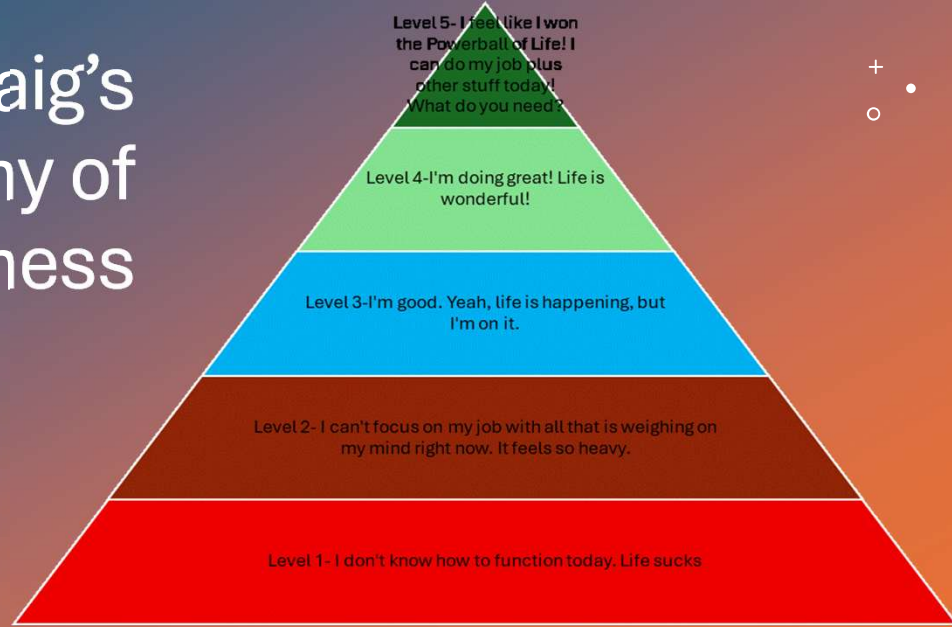 aig's
ny of
ness
Level 5- I feel like I won
the Powerball of Life! I
can do my job plus
other stuff today!
What do you need?
Level 4-I'm doing great! Life is
wonderful!
Level 3-I'm good. Yeah, life is happening, but
I'm on it.
Level 2- I can't focus on my job with all that is weighing on
my mind right now. It feels so heavy.
Level 1- I don't know how to function today. Life sucks